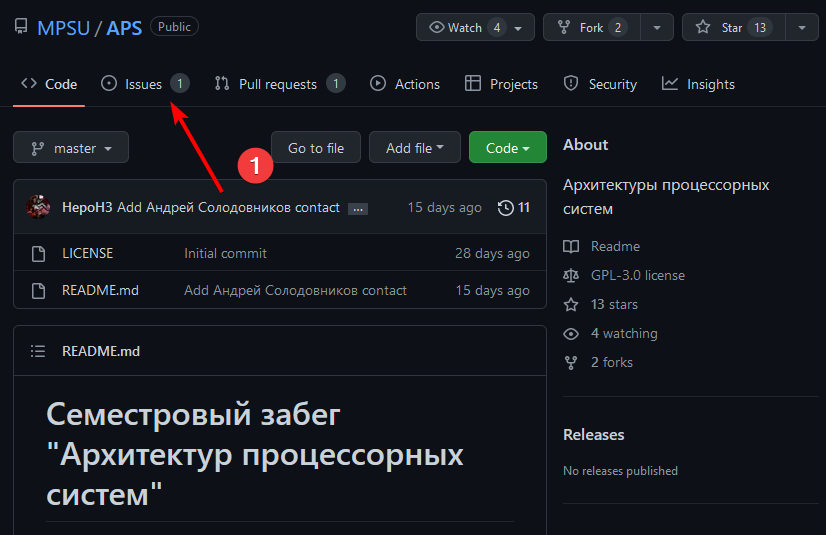 MPSU / APS Public
Watch 4
Fork 2
Star 13
Code
Issues 1
Pull requests 1
Actions
Projects
Security
Insights
master
1
Go to file
Add file
Code
HepoH3 Add Андрей Солодовников contact ... 15 days ago 11
LICENSE Initial commit 28 days ago
README.md Add Андрей Солодовников contact 15 days ago
README.md
Семестровый забег
"Архитектур процессорных
систем"
About
Архитектуры процессорных
систем
Readme
GPL-3.0 license
13 stars
4 watching
2 forks
Releases
No releases published